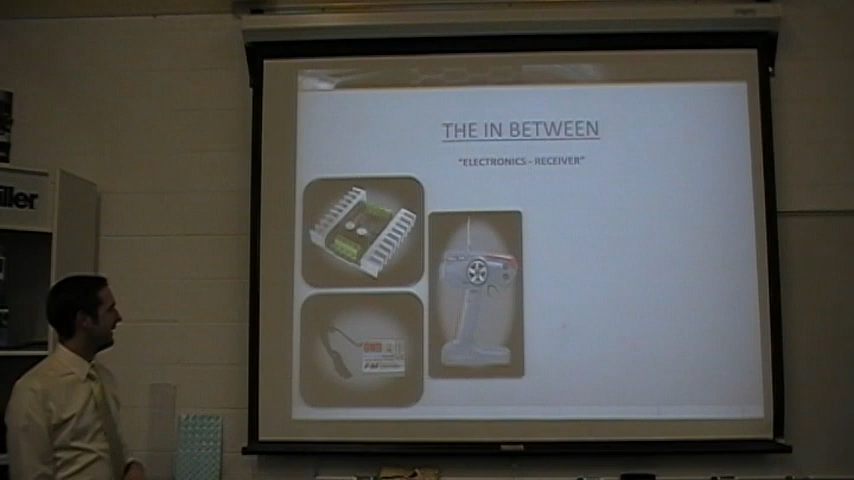 THE IN BETWEEN
"ELECTRONICS - RECEIVER"
iller